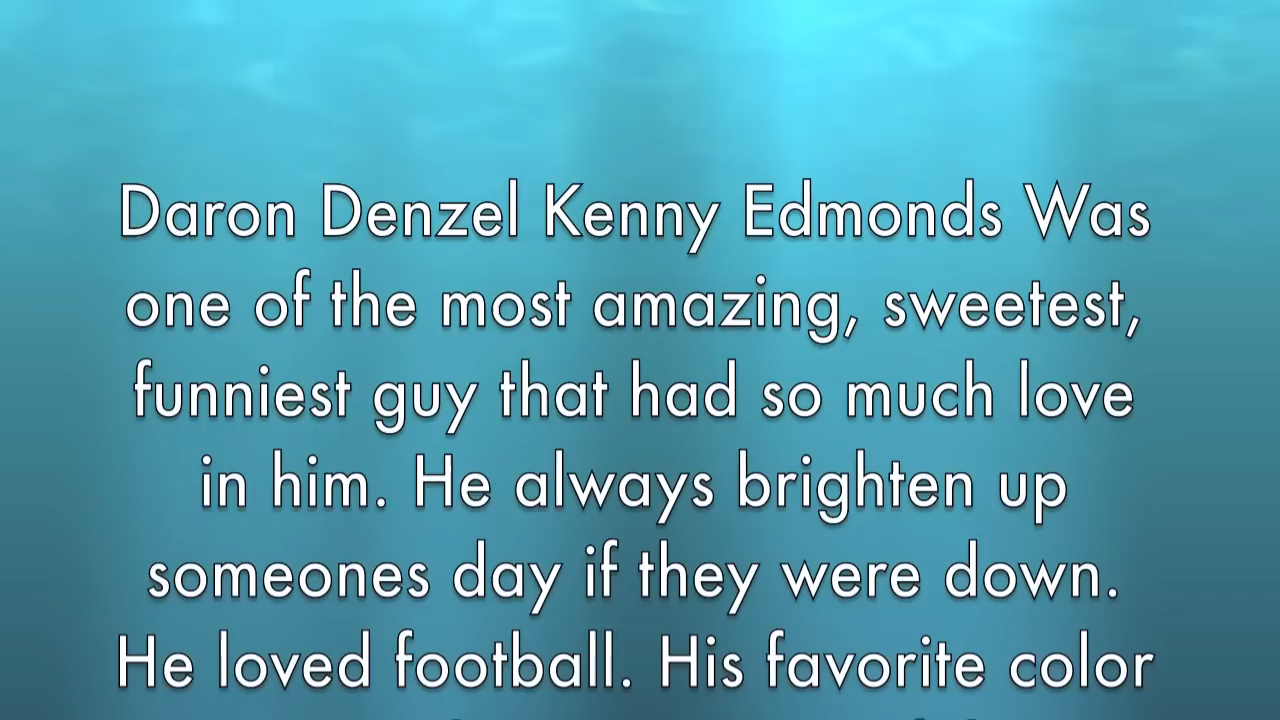 Daron Denzel Kenny Edmonds Was
one of the most amazing, sweetest,
funniest guy that had so much love
in him. He always brighten up
someones day if they were down.
He loved football. His favorite color